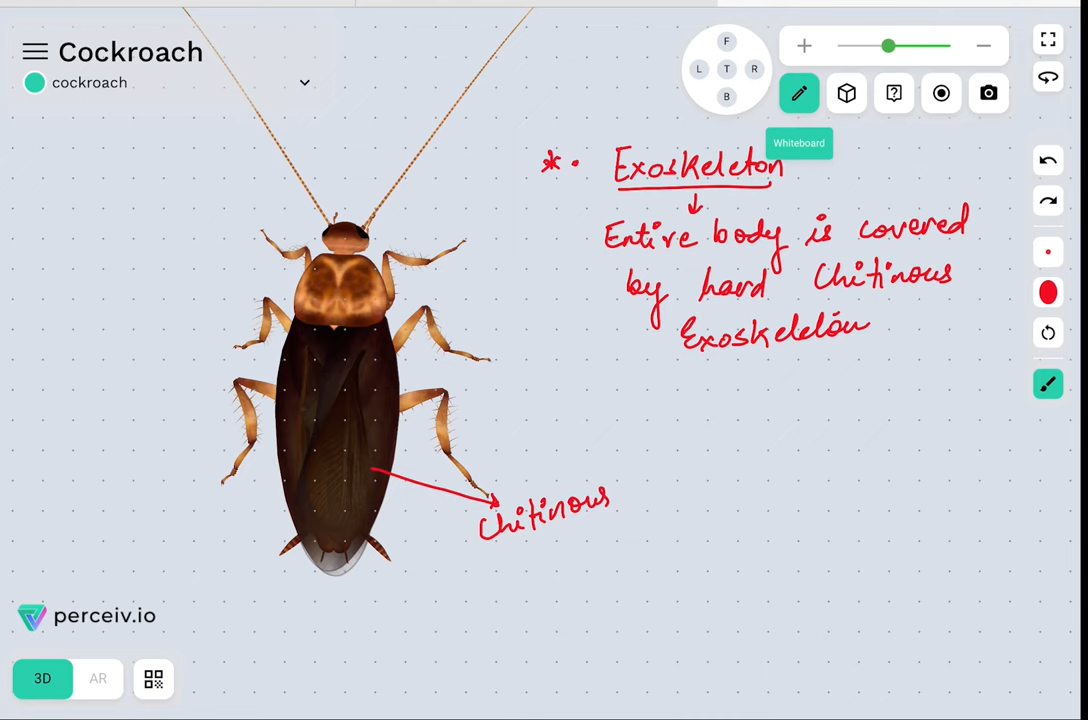 Cockroach
cockroach
F
L T R
B
Whiteboard
*. Exoskeleton
Entire body is covered
by hard Chitinous
Exoskeleton
Chitinous
perceiv.io
3D AR